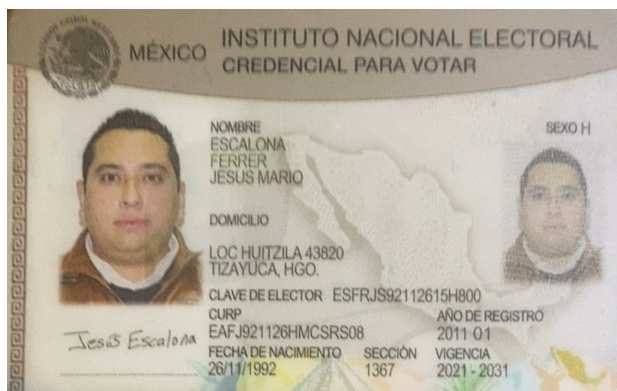 MÉXICO
INSTITUTO NACIONAL ELECTORAL
CREDENCIAL PARA VOTAR
NOMBRE
ESCALONA
FERRER
JESUS MARIO
SEXO H
DOMICILIO
LOC HUITZILA 43820
TIZAYUCA, HGO.
CLAVE DE ELECTOR ESFRJS92112615H800
CURP
EAFJ921126HMCSRS08
AÑO DE REGISTRO
2011 01
FECHA DE NACIMIENTO
26/11/1992
SECCIÓN
1367
VIGENCIA
2021 - 2031
Jesús Escalona